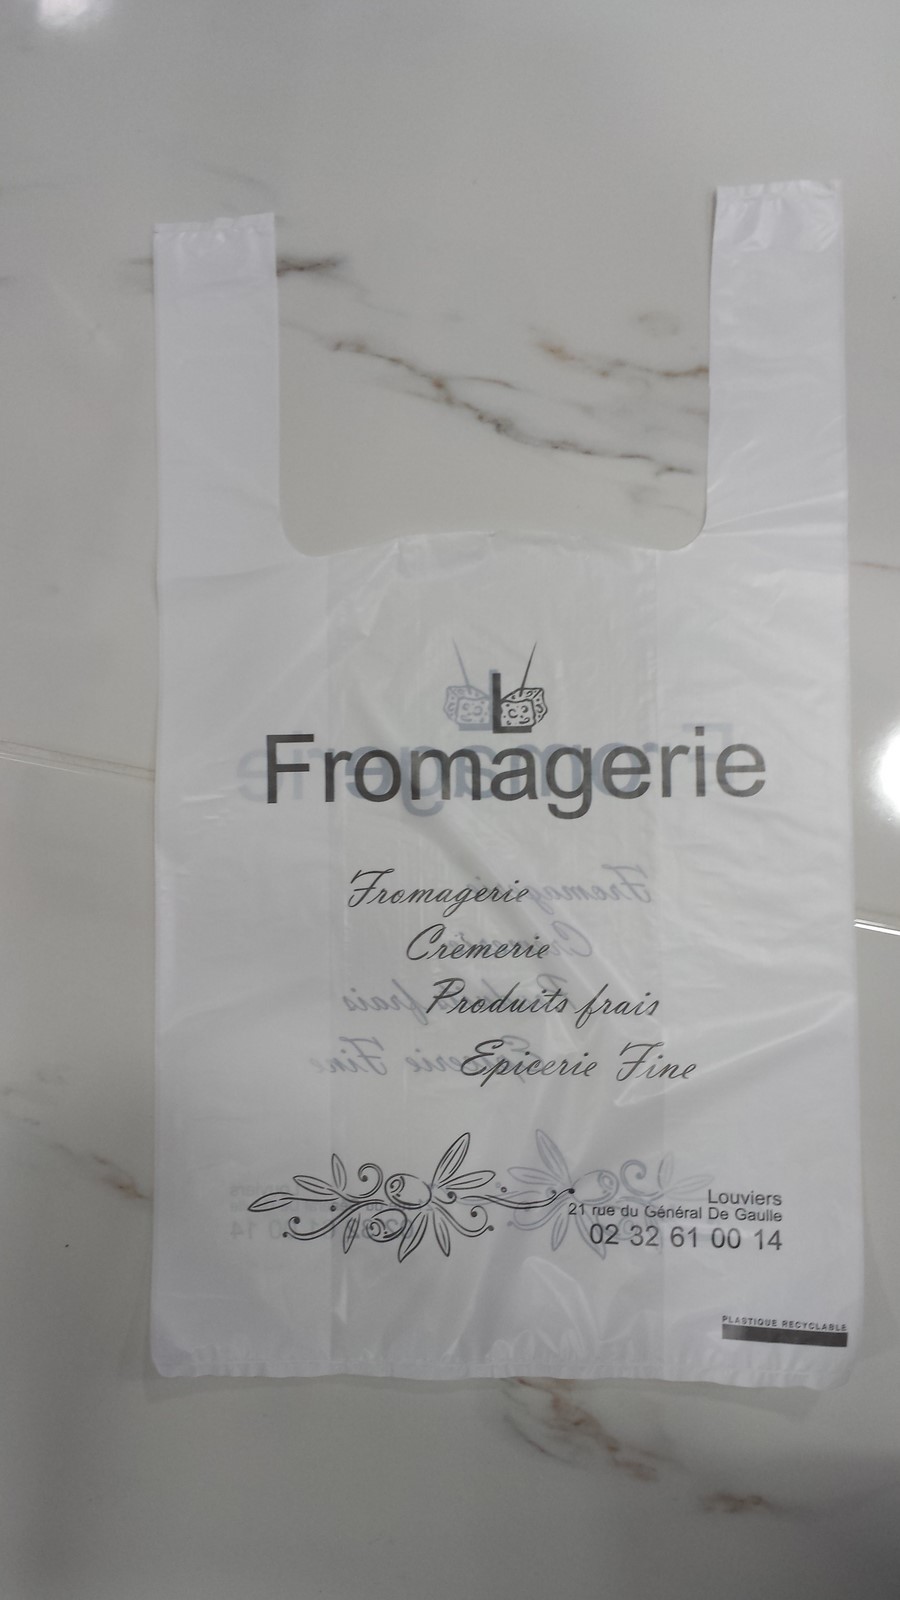 L
Fromagerie
Fromagerie
Crèmerie
Produits frais
Epicerie Fine
Louviers
21 rue du Général De Gaulle
02 32 61 00 14
PLASTIQUE RECYCLABLE